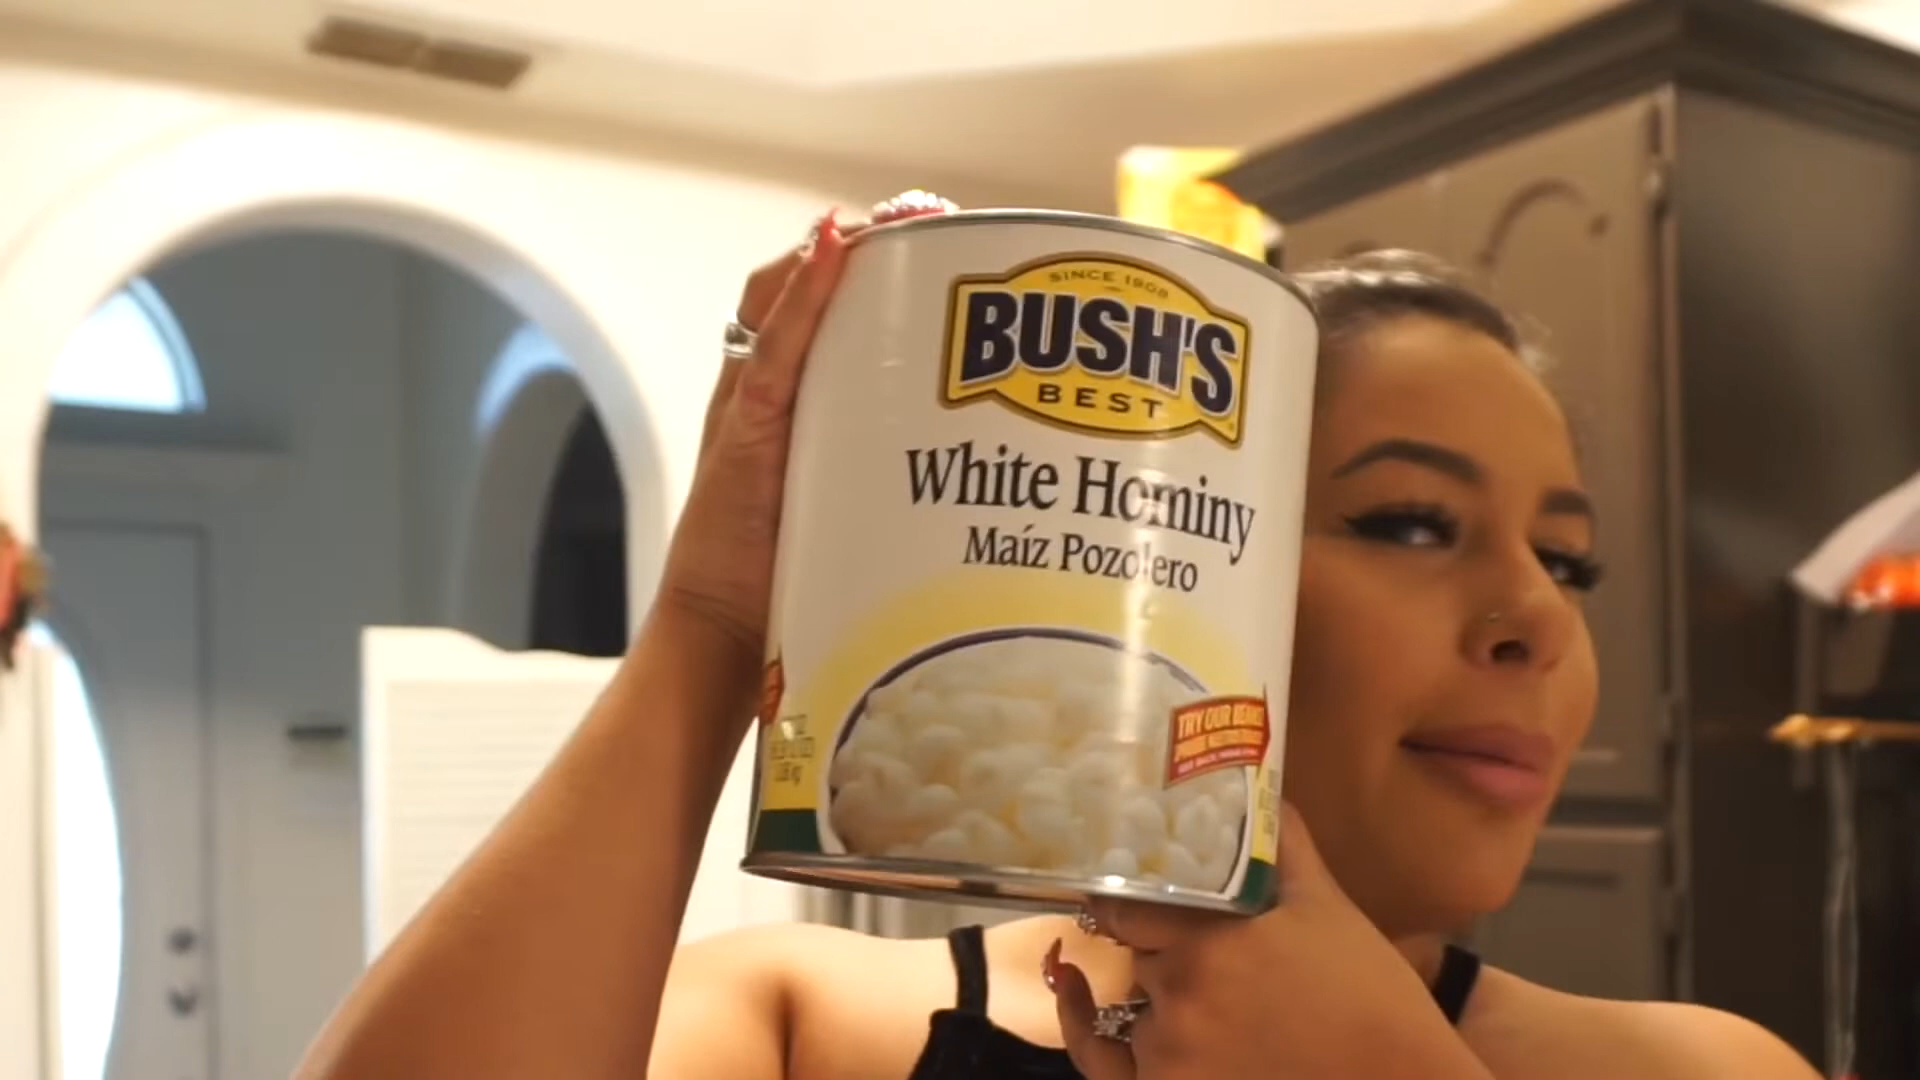 SINCE 1908
BUSH'S
BEST
White Hominy
Maíz Pozolero
TRY OUR BEANS